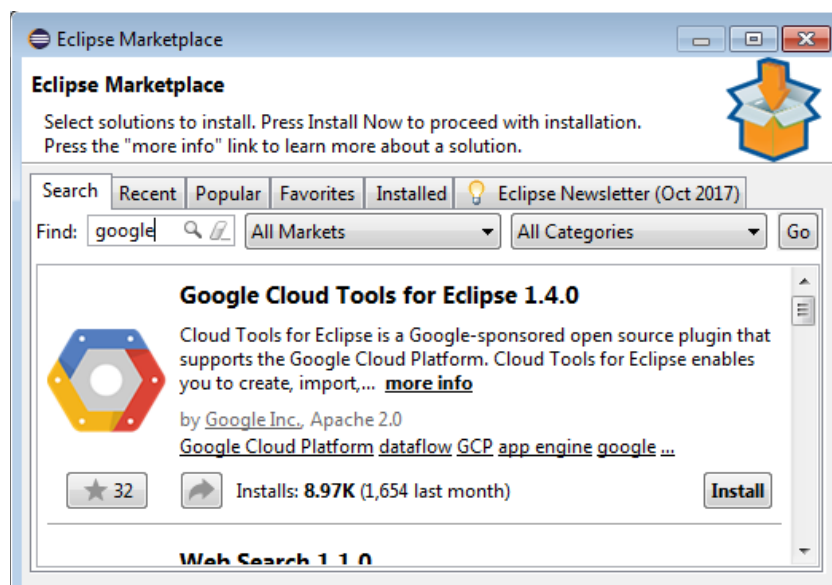 Eclipse Marketplace
Eclipse Marketplace
Select solutions to install. Press Install Now to proceed with installation.
Press the "more info" link to learn more about a solution.
Search Recent Popular Favorites Installed Eclipse Newsletter (Oct 2017)
Find: google All Markets All Categories Go
Google Cloud Tools for Eclipse 1.4.0
Cloud Tools for Eclipse is a Google-sponsored open source plugin that
supports the Google Cloud Platform. Cloud Tools for Eclipse enables
you to create, import,... more info
by Google Inc., Apache 2.0
Google Cloud Platform dataflow GCP app engine google ...
32 Installs: 8.97K (1,654 last month) Install
Web Search 1.1.0